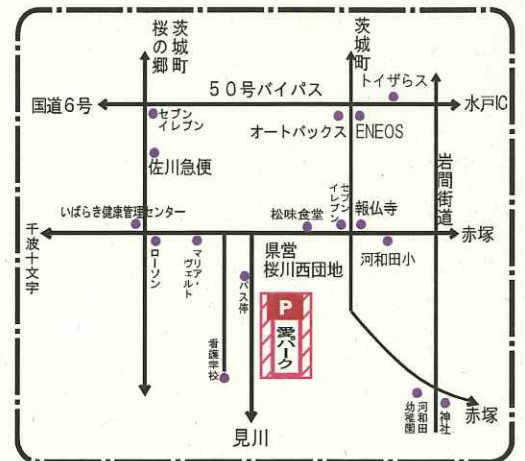 茨城町
桜の郷
茨城町
トイザらス
50号バイパス
国道6号
水戸IC
セブン
イレブン
オートバックス
ENEOS
佐川急便
岩間街道
いばらき健康管理センター
松味食堂
セブン
イレブン
報仏寺
千波十文字
赤塚
ローソン
マリア・
ヴェルト
県営
桜川西団地
河和田小
バス停
P
愛パーク
看護学校
見川
河和田
幼稚園
神社
赤塚